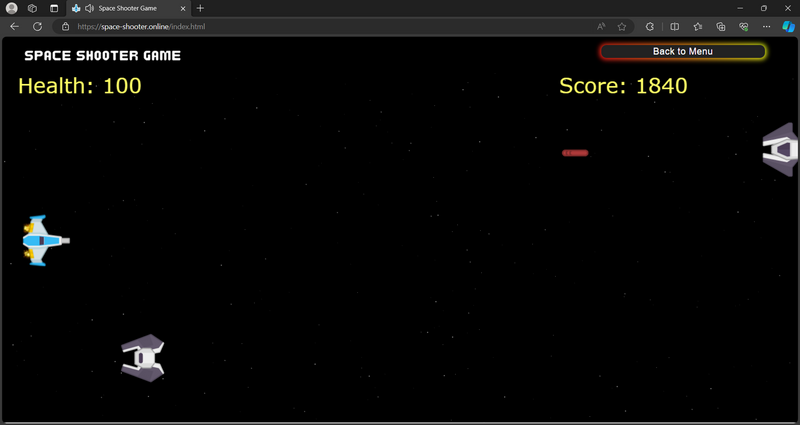 Space Shooter Game
https://space-shooter.online/index.html
SPACE SHOOTER GAME
Back to Menu
Health: 100
Score: 1840